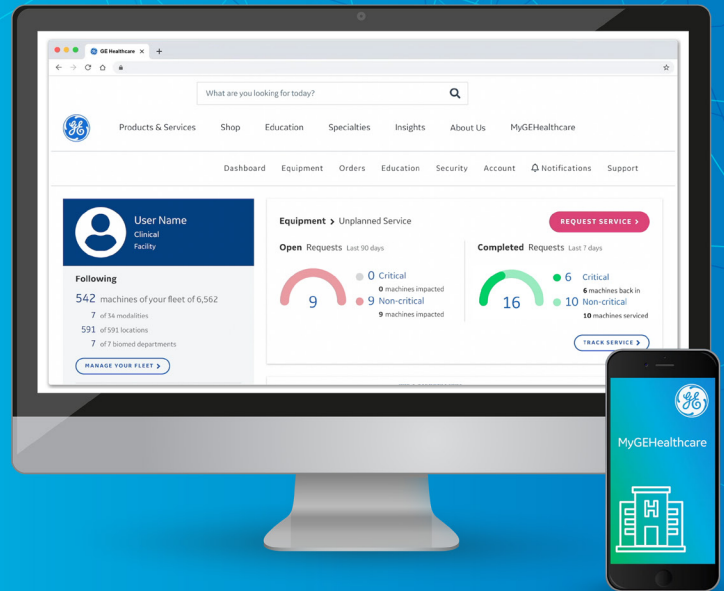 GE Healthcare
What are you looking for today?
GE
Products & Services Shop Education Specialties Insights About Us MyGEHealthcare
Dashboard Equipment Orders Education Security Account Notifications Support
User Name
Clinical
Facility
Following
542 machines of your fleet of 6,562
7 of 34 modalities
591 of 591 locations
7 of 7 biomed departments
MANAGE YOUR FLEET >
Equipment > Unplanned Service
REQUEST SERVICE >
Open Requests Last 90 days
9
0 Critical
0 machines impacted
9 Non-critical
9 machines impacted
Completed Requests Last 7 days
16
6 Critical
6 machines back in
10 Non-critical
10 machines serviced
TRACK SERVICE >
GE
MyGEHealthcare
H